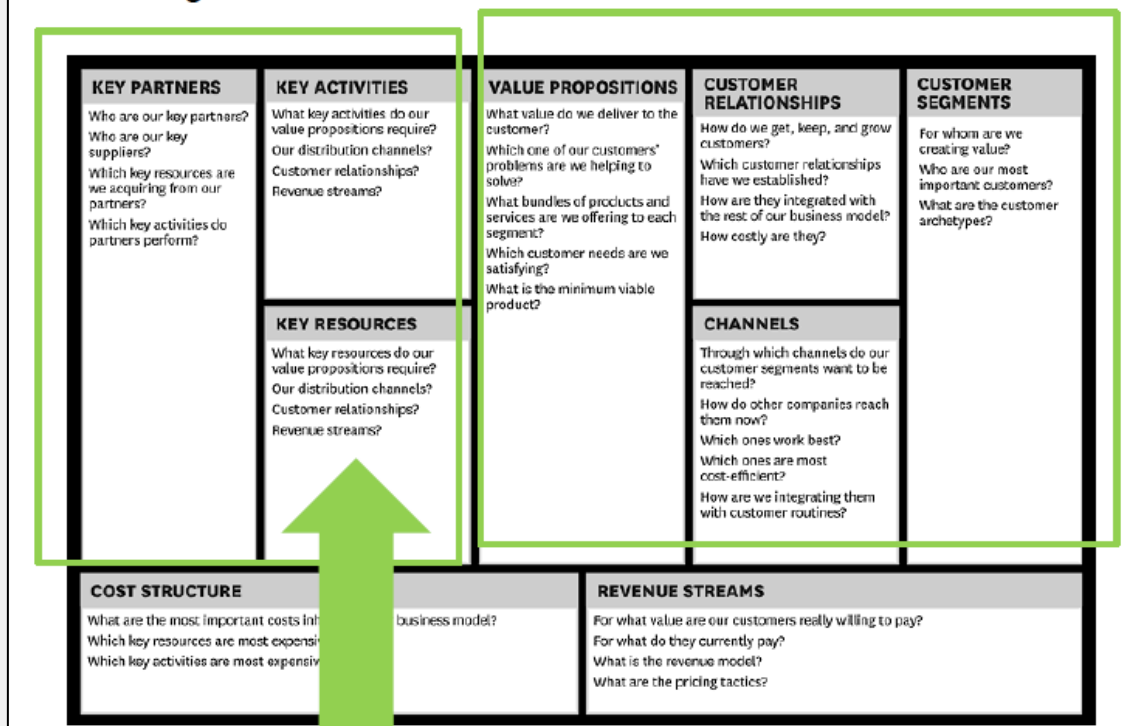 KEY PARTNERS
Who are our key partners?
Who are our key
suppliers?
Which key resources are
we acquiring from our
partners?
Which key activities do
partners perform?
KEY ACTIVITIES
What key activities do our
value propositions require?
Our distribution channels?
Customer relationships?
Revenue streams?
KEY RESOURCES
What key resources do our
value propositions require?
Our distribution channels?
Customer relationships?
Revenue streams?
VALUE PROPOSITIONS
What value do we deliver to the
customer?
Which one of our customers'
problems are we helping to
solve?
What bundles of products and
services are we offering to each
segment?
Which customer needs are we
satisfying?
What is the minimum viable
product?
CUSTOMER
RELATIONSHIPS
How do we get, keep, and grow
customers?
Which customer relationships
have we established?
How are they integrated with
the rest of our business model?
How costly are they?
CHANNELS
Through which channels do our
customer segments want to be
reached?
How do other companies reach
them now?
Which ones work best?
Which ones are most
cost-efficient?
How are we integrating them
with customer routines?
CUSTOMER
SEGMENTS
For whom are we
creating value?
Who are our most
important customers?
What are the customer
archetypes?
COST STRUCTURE
What are the most important costs business model?
Which key resources are most
Which key activities are most
REVENUE STREAMS
For what value are our customers really willing to pay?
For what do they currently pay?
What is the revenue model?
What are the pricing tactics?